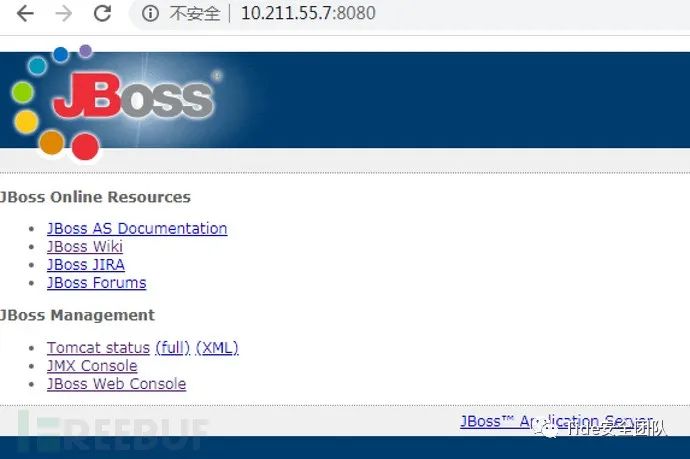 不安全 | 10.211.55.7:8080
JBoss®
JBoss Online Resources
JBoss AS Documentation
JBoss Wiki
JBoss JIRA
JBoss Forums
JBoss Management
Tomcat status (full) (XML)
JMX Console
JBoss Web Console
JBoss™ Application Server
Tide安全团队
FREEBUF